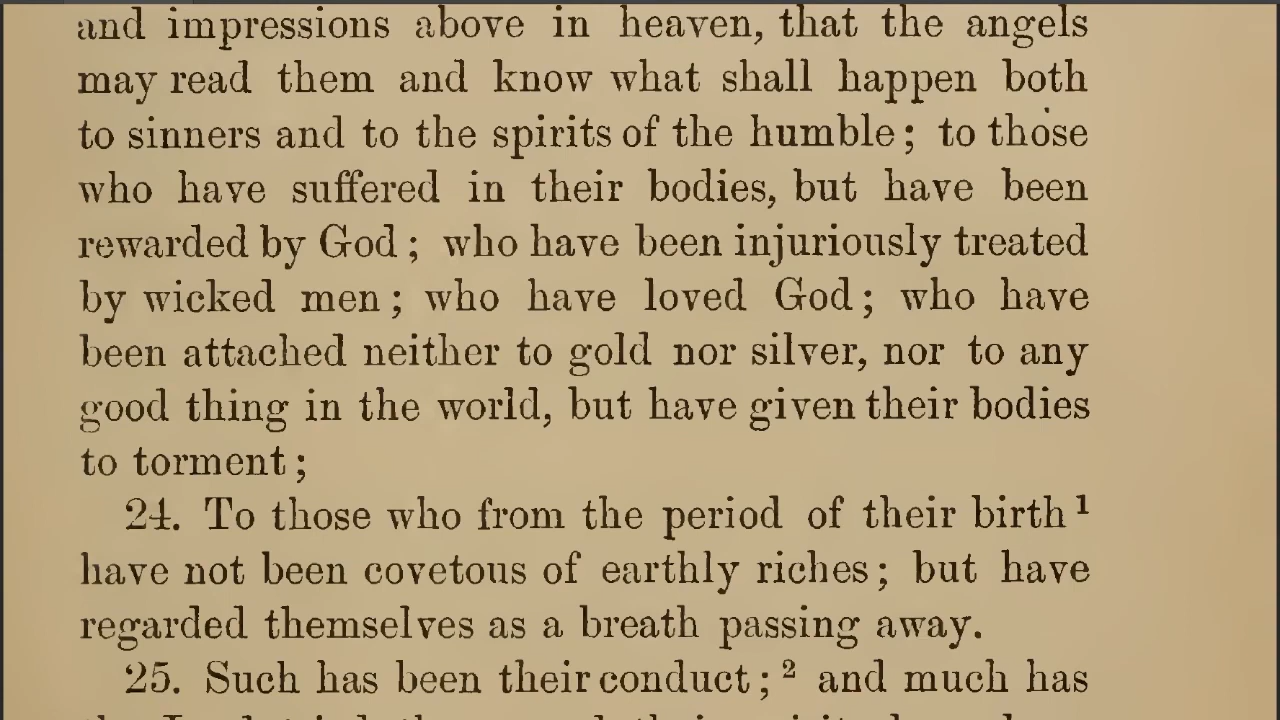 and impressions above in heaven, that the angels
may read them and know what shall happen both
to sinners and to the spirits of the humble; to those
who have suffered in their bodies, but have been
rewarded by God; who have been injuriously treated
by wicked men; who have loved God; who have
been attached neither to gold nor silver, nor to any
good thing in the world, but have given their bodies
to torment;
24. To those who from the period of their birth ¹
have not been covetous of earthly riches; but have
regarded themselves as a breath passing away.
25. Such has been their conduct; ² and much has